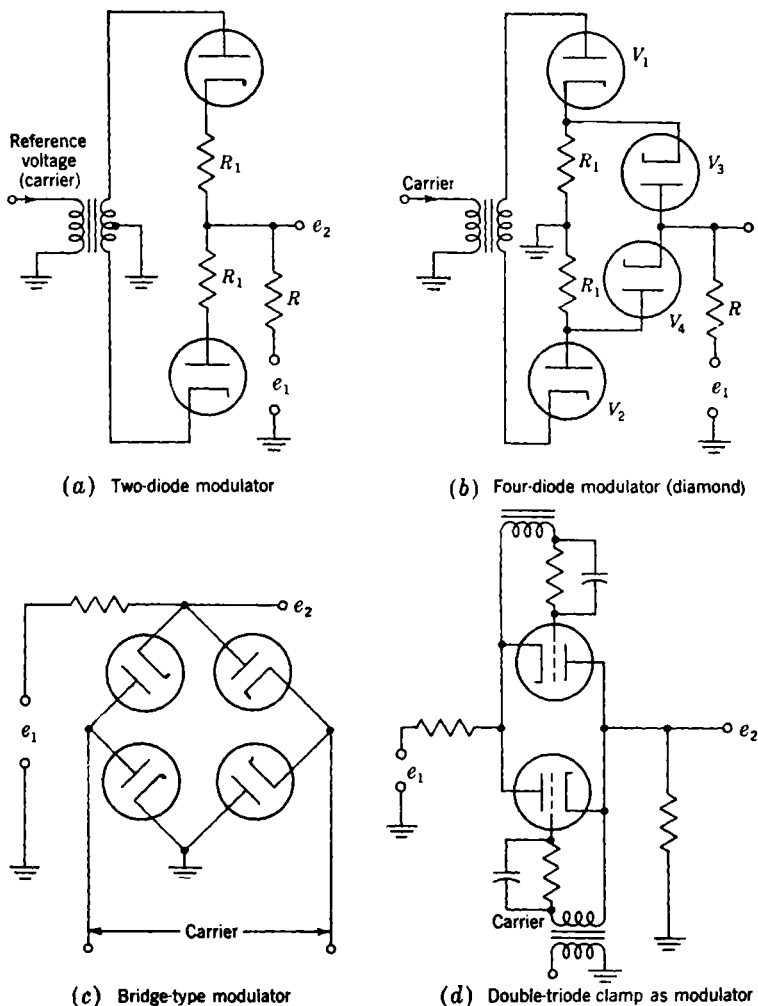 Reference
voltage
(carrier)
R₁
e₂
R₁
R
e₁
(a) Two-diode modulator
V₁
Carrier
R₁
V₃
R₁
V₄
R
e₁
V₂
(b) Four-diode modulator (diamond)
e₂
e₁
Carrier
(c) Bridge-type modulator
e₂
e₁
Carrier
(d) Double-triode clamp as modulator